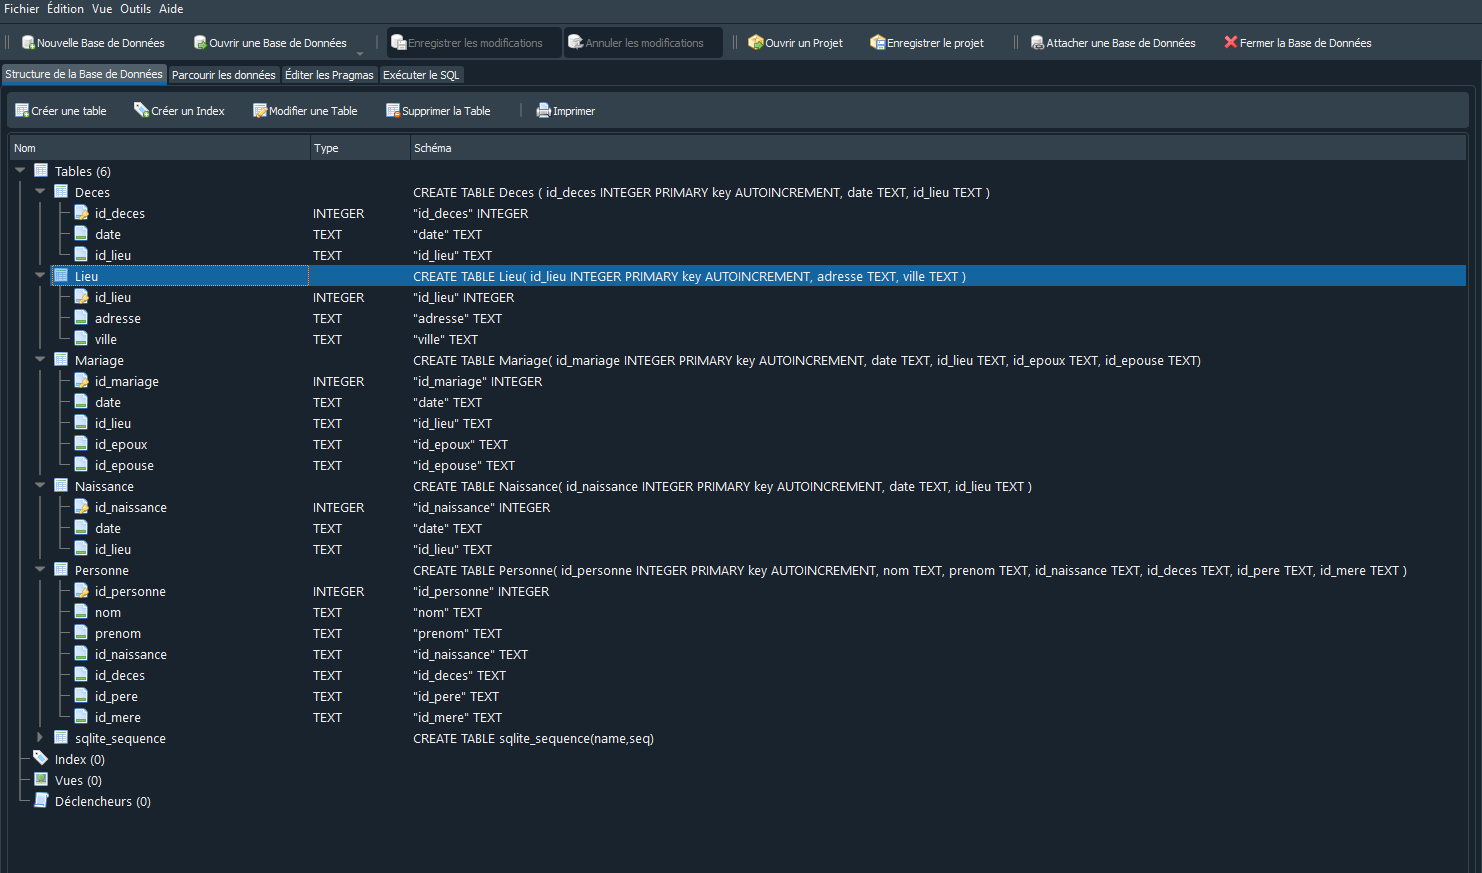 Fichier Édition Vue Outils Aide
Nouvelle Base de Données Ouvrir une Base de Données Enregistrer les modifications Annuler les modifications Ouvrir un Projet Enregistrer le projet Attacher une Base de Données Fermer la Base de Données
Structure de la Base de Données Parcourir les données Éditer les Pragmas Exécuter le SQL
Créer une table Créer un Index Modifier une Table Supprimer la Table Imprimer
Nom Type Schéma
Tables (6)
Deces CREATE TABLE Deces ( id_deces INTEGER PRIMARY key AUTOINCREMENT, date TEXT, id_lieu TEXT )
id_deces INTEGER "id_deces" INTEGER
date TEXT "date" TEXT
id_lieu TEXT "id_lieu" TEXT
Lieu CREATE TABLE Lieu( id_lieu INTEGER PRIMARY key AUTOINCREMENT, adresse TEXT, ville TEXT )
id_lieu INTEGER "id_lieu" INTEGER
adresse TEXT "adresse" TEXT
ville TEXT "ville" TEXT
Mariage CREATE TABLE Mariage( id_mariage INTEGER PRIMARY key AUTOINCREMENT, date TEXT, id_lieu TEXT, id_epoux TEXT, id_epouse TEXT)
id_mariage INTEGER "id_mariage" INTEGER
date TEXT "date" TEXT
id_lieu TEXT "id_lieu" TEXT
id_epoux TEXT "id_epoux" TEXT
id_epouse TEXT "id_epouse" TEXT
Naissance CREATE TABLE Naissance( id_naissance INTEGER PRIMARY key AUTOINCREMENT, date TEXT, id_lieu TEXT )
id_naissance INTEGER "id_naissance" INTEGER
date TEXT "date" TEXT
id_lieu TEXT "id_lieu" TEXT
Personne CREATE TABLE Personne( id_personne INTEGER PRIMARY key AUTOINCREMENT, nom TEXT, prenom TEXT, id_naissance TEXT, id_deces TEXT, id_pere TEXT, id_mere TEXT )
id_personne INTEGER "id_personne" INTEGER
nom TEXT "nom" TEXT
prenom TEXT "prenom" TEXT
id_naissance TEXT "id_naissance" TEXT
id_deces TEXT "id_deces" TEXT
id_pere TEXT "id_pere" TEXT
id_mere TEXT "id_mere" TEXT
sqlite_sequence CREATE TABLE sqlite_sequence(name,seq)
Index (0)
Vues (0)
Déclencheurs (0)